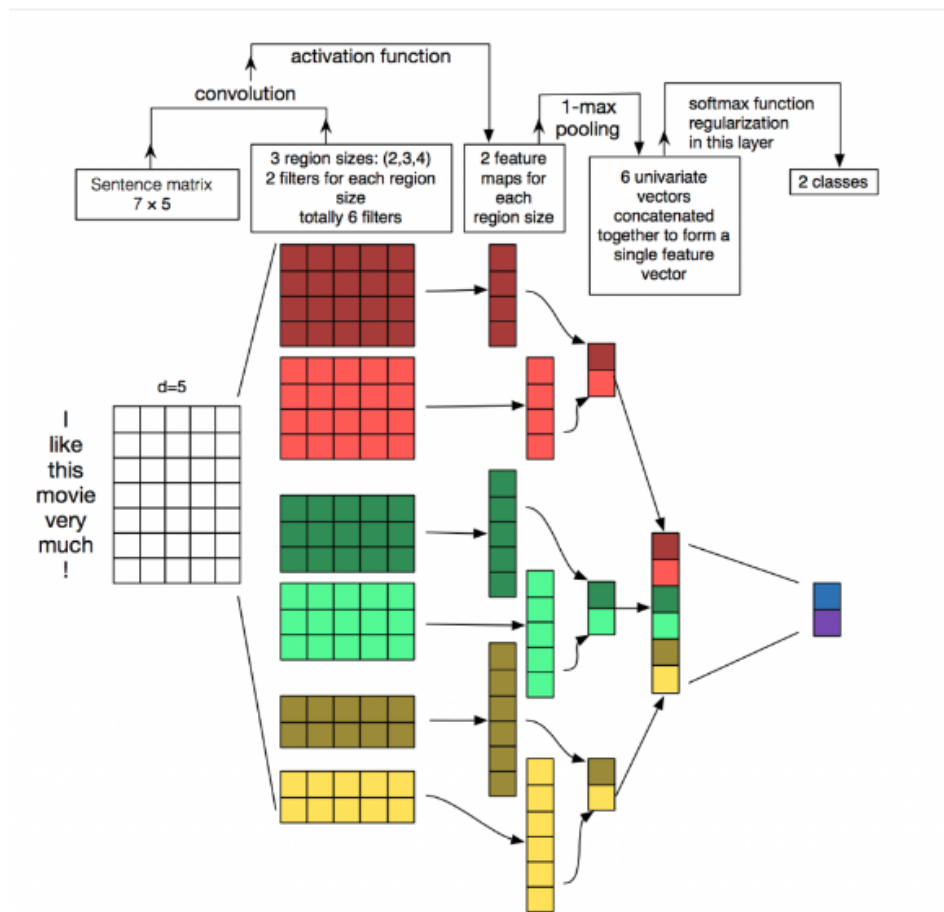 activation function
convolution
1-max
pooling
softmax function
regularization
in this layer
Sentence matrix
7 × 5
3 region sizes: (2,3,4)
2 filters for each region
size
totally 6 filters
2 feature
maps for
each
region size
6 univariate
vectors
concatenated
together to form a
single feature
vector
2 classes
d=5
I
like
this
movie
very
much
!